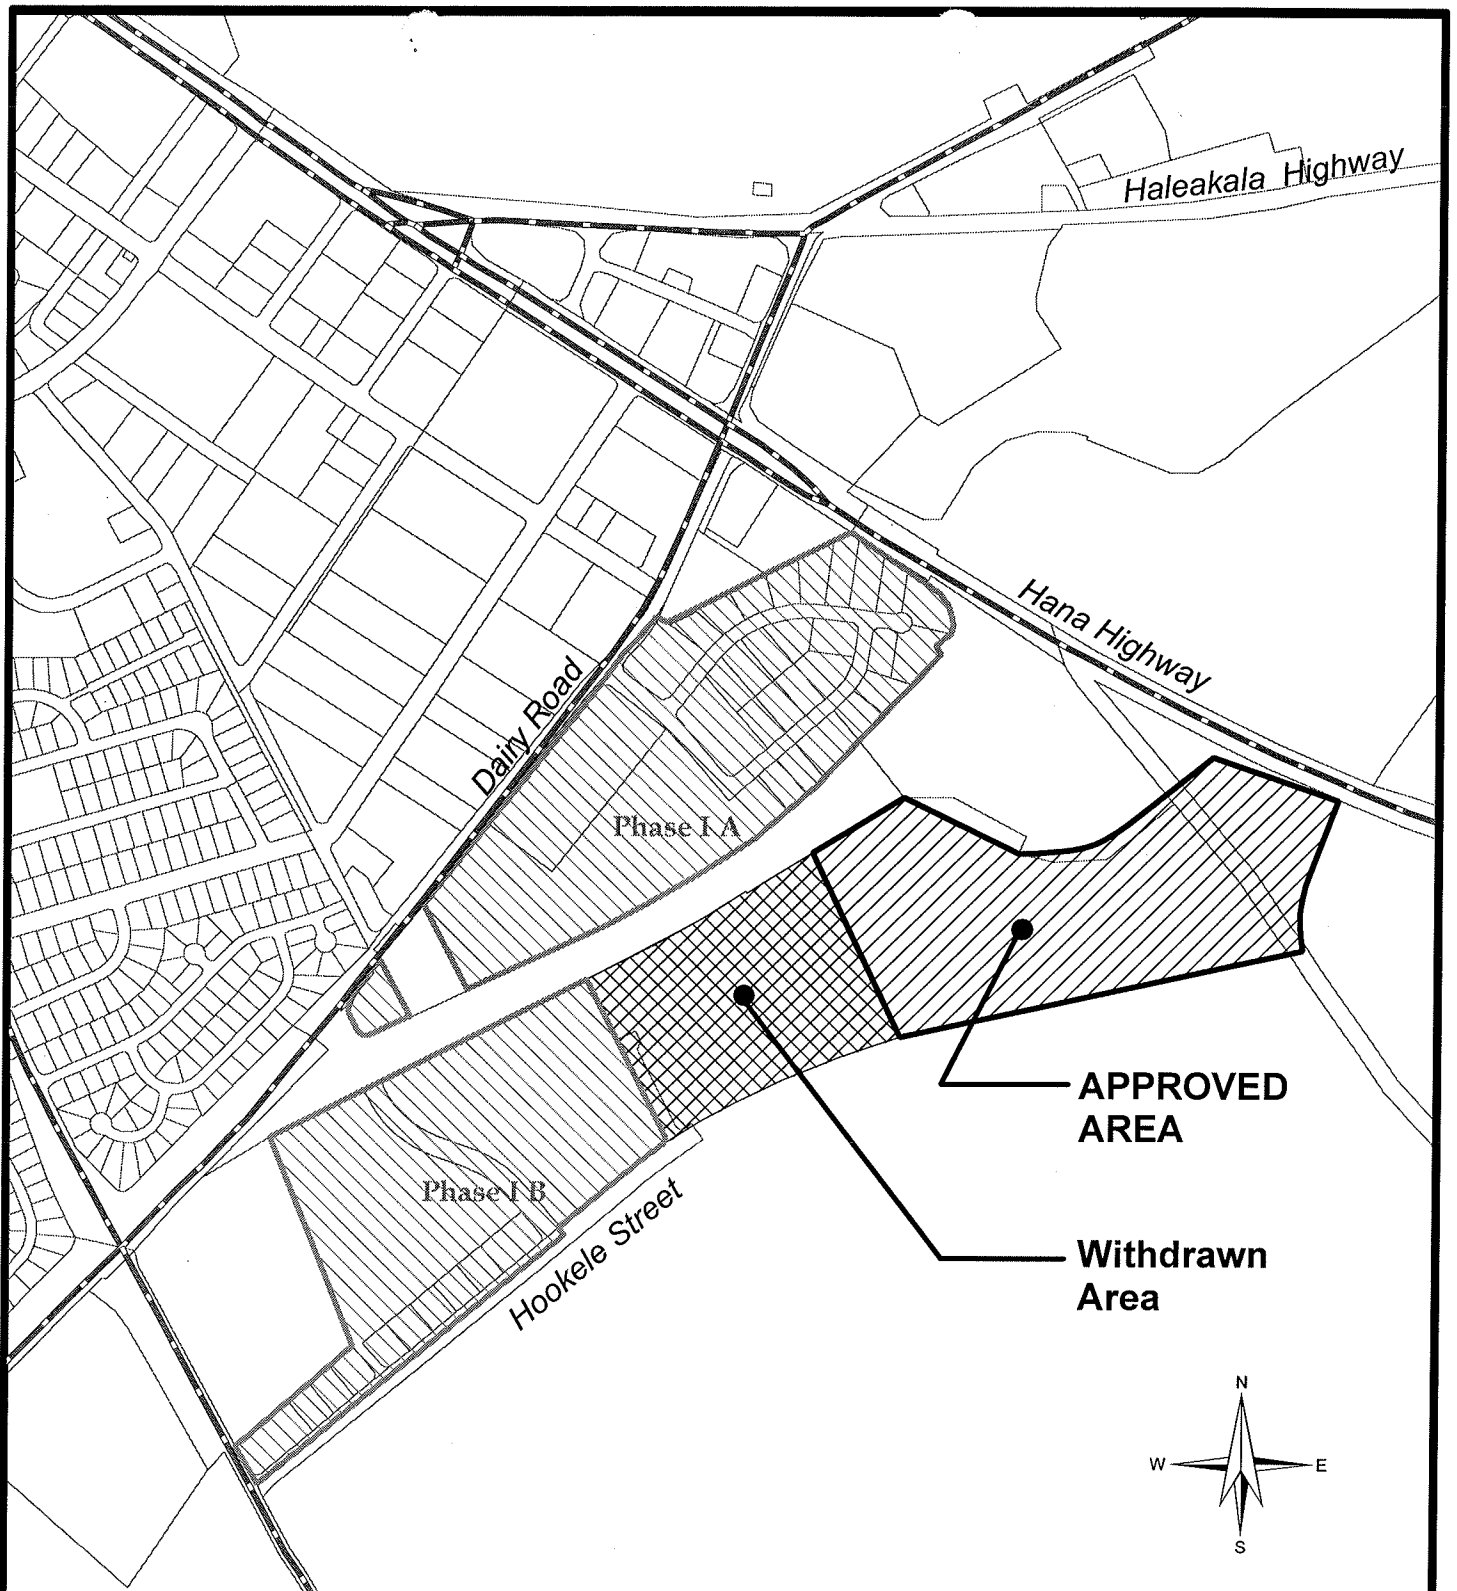 Haleakala Highway
Hana Highway
Dairy Road
Phase I A
APPROVED
AREA
Phase I B
Hookele Street
Withdrawn
Area
N
W
E
S